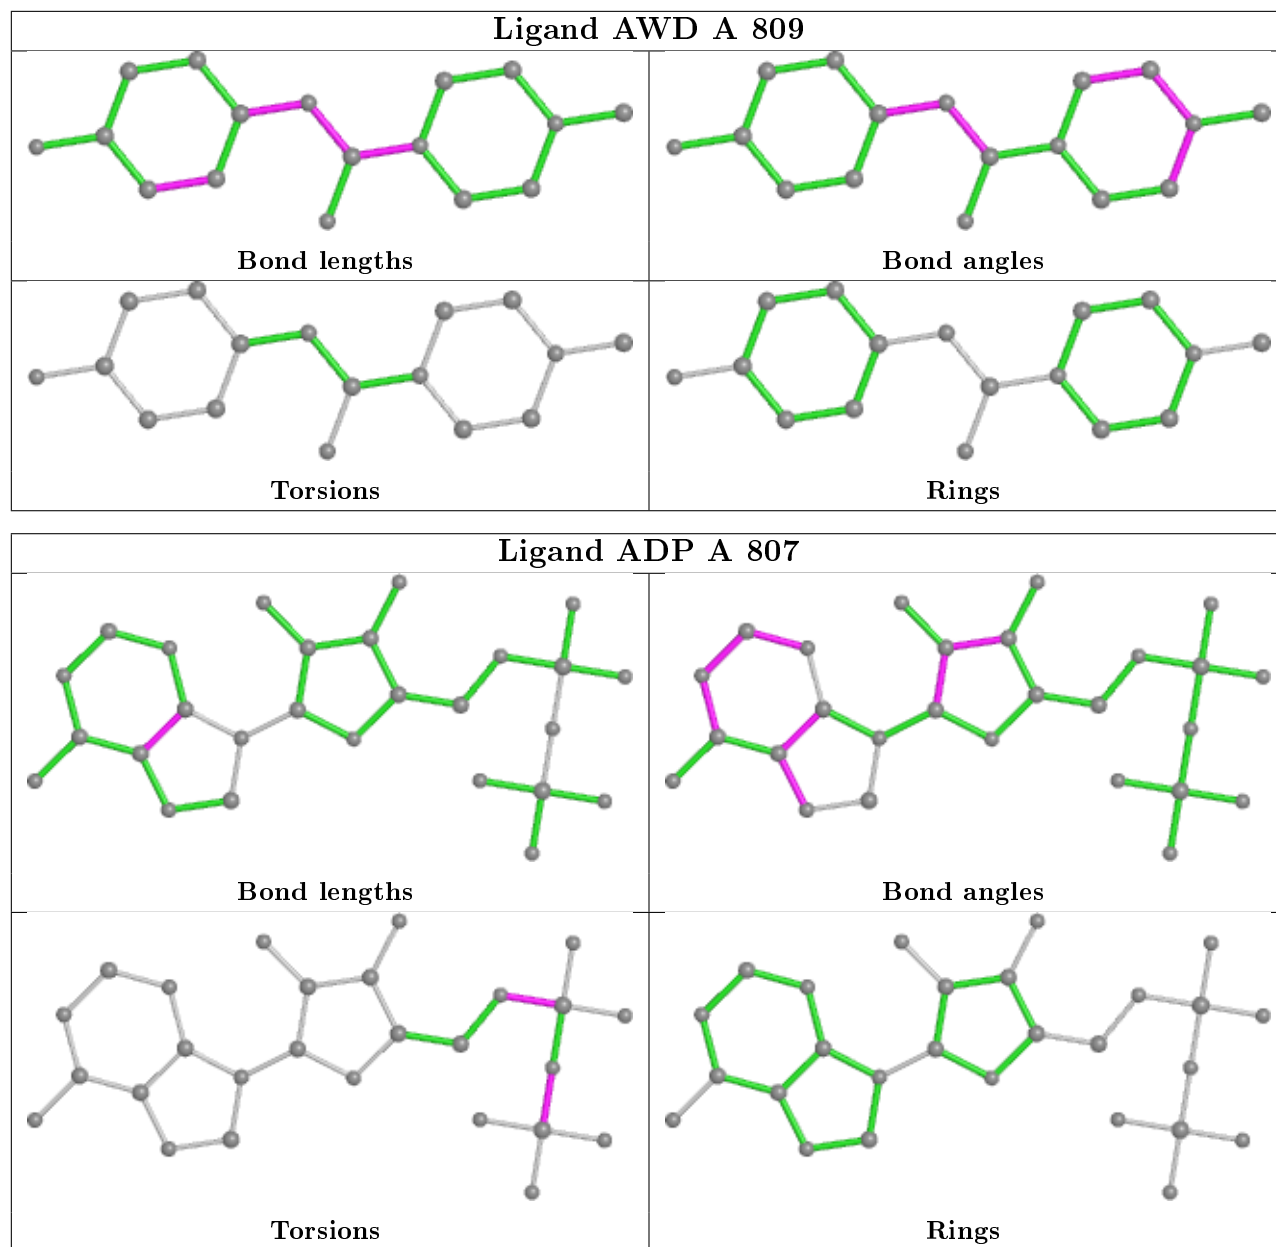 Ligand AWD A 809
Bond lengths
Bond angles
Torsions
Rings
Ligand ADP A 807
Bond lengths
Bond angles
Torsions
Rings